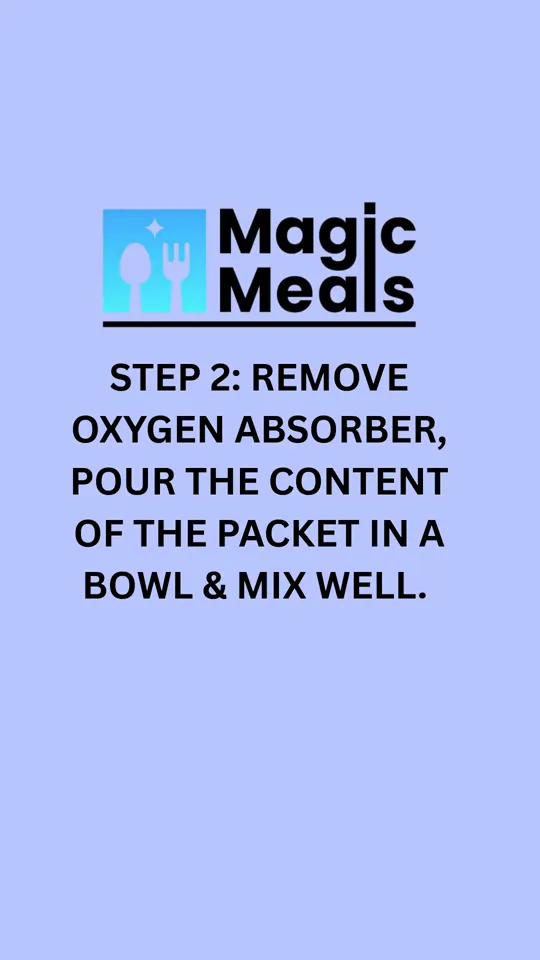 Magic
Meals
STEP 2: REMOVE
OXYGEN ABSORBER,
POUR THE CONTENT
OF THE PACKET IN A
BOWL & MIX WELL.